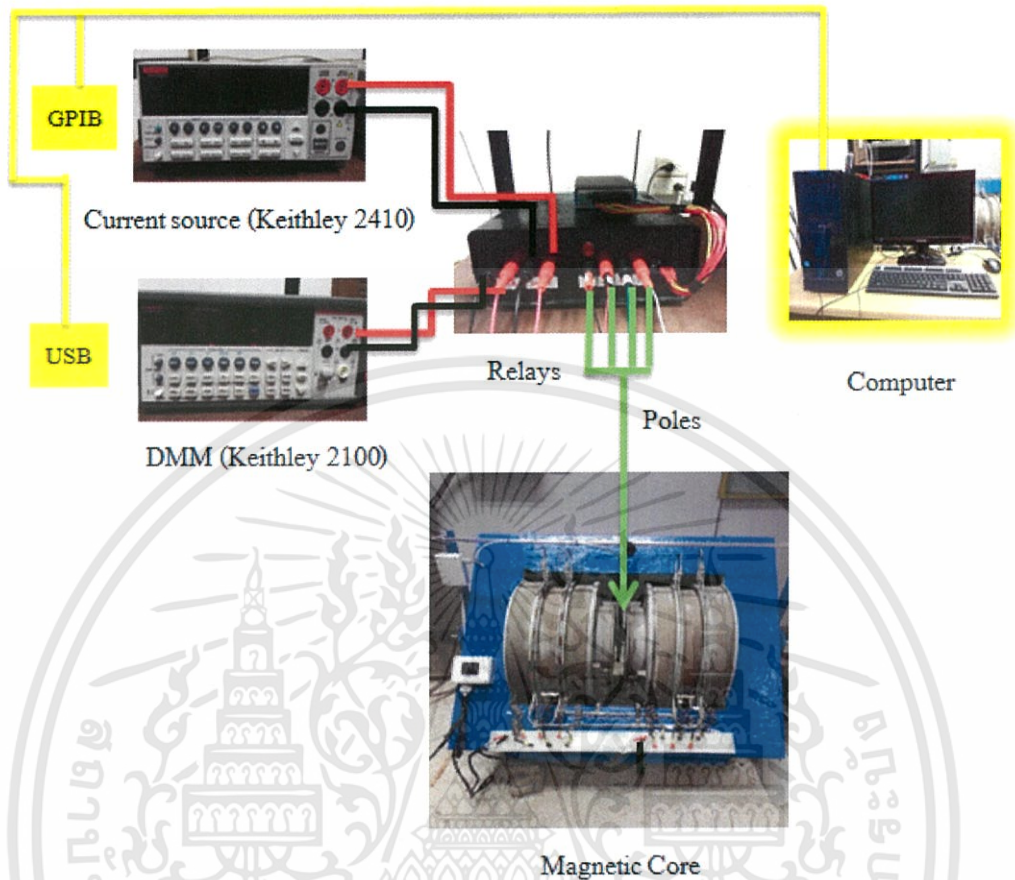 GPIB
Current source (Keithley 2410)
USB
DMM (Keithley 2100)
Relays
Computer
Poles
Magnetic Core